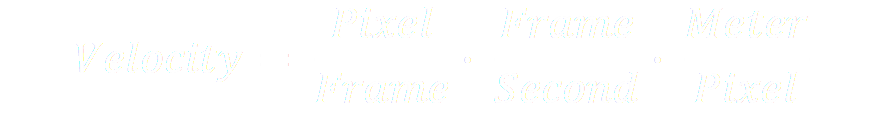 Velocity = Pixel/Frame · Frame/Second · Meter/Pixel